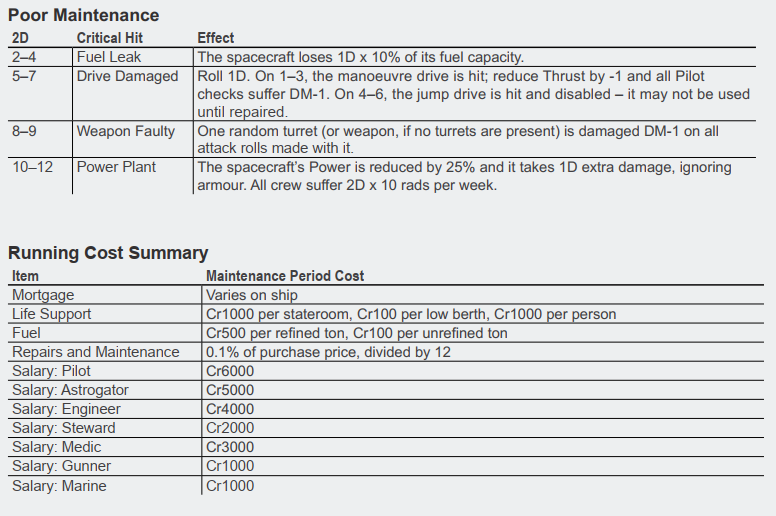 Poor Maintenance
2D Critical Hit Effect
2–4 Fuel Leak The spacecraft loses 1D x 10% of its fuel capacity.
5–7 Drive Damaged Roll 1D. On 1–3, the manoeuvre drive is hit; reduce Thrust by -1 and all Pilot
checks suffer DM-1. On 4–6, the jump drive is hit and disabled – it may not be used
until repaired.
8–9 Weapon Faulty One random turret (or weapon, if no turrets are present) is damaged DM-1 on all
attack rolls made with it.
10–12 Power Plant The spacecraft's Power is reduced by 25% and it takes 1D extra damage, ignoring
armour. All crew suffer 2D x 10 rads per week.
Running Cost Summary
Item Maintenance Period Cost
Mortgage Varies on ship
Life Support Cr1000 per stateroom, Cr100 per low berth, Cr1000 per person
Fuel Cr500 per refined ton, Cr100 per unrefined ton
Repairs and Maintenance 0.1% of purchase price, divided by 12
Salary: Pilot Cr6000
Salary: Astrogator Cr5000
Salary: Engineer Cr4000
Salary: Steward Cr2000
Salary: Medic Cr3000
Salary: Gunner Cr1000
Salary: Marine Cr1000